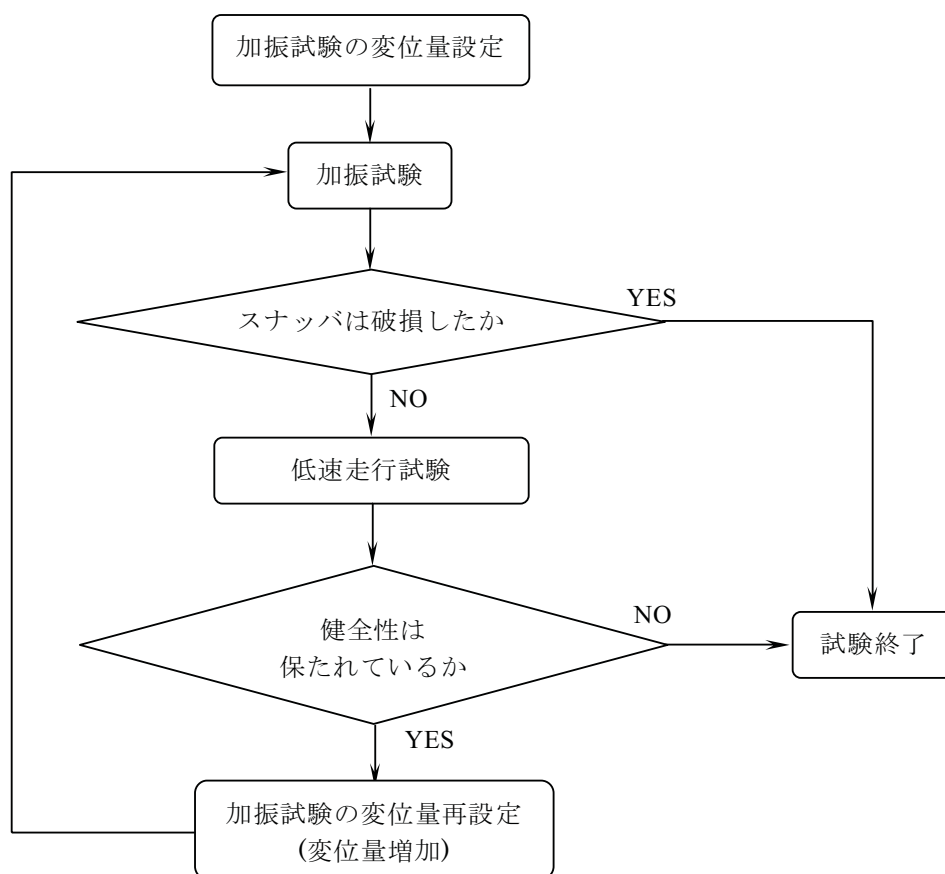 加振試験の変位量設定
加振試験
スナッバは破損したか
YES
NO
低速走行試験
健全性は
保たれているか
NO
試験終了
YES
加振試験の変位量再設定
(変位量増加)